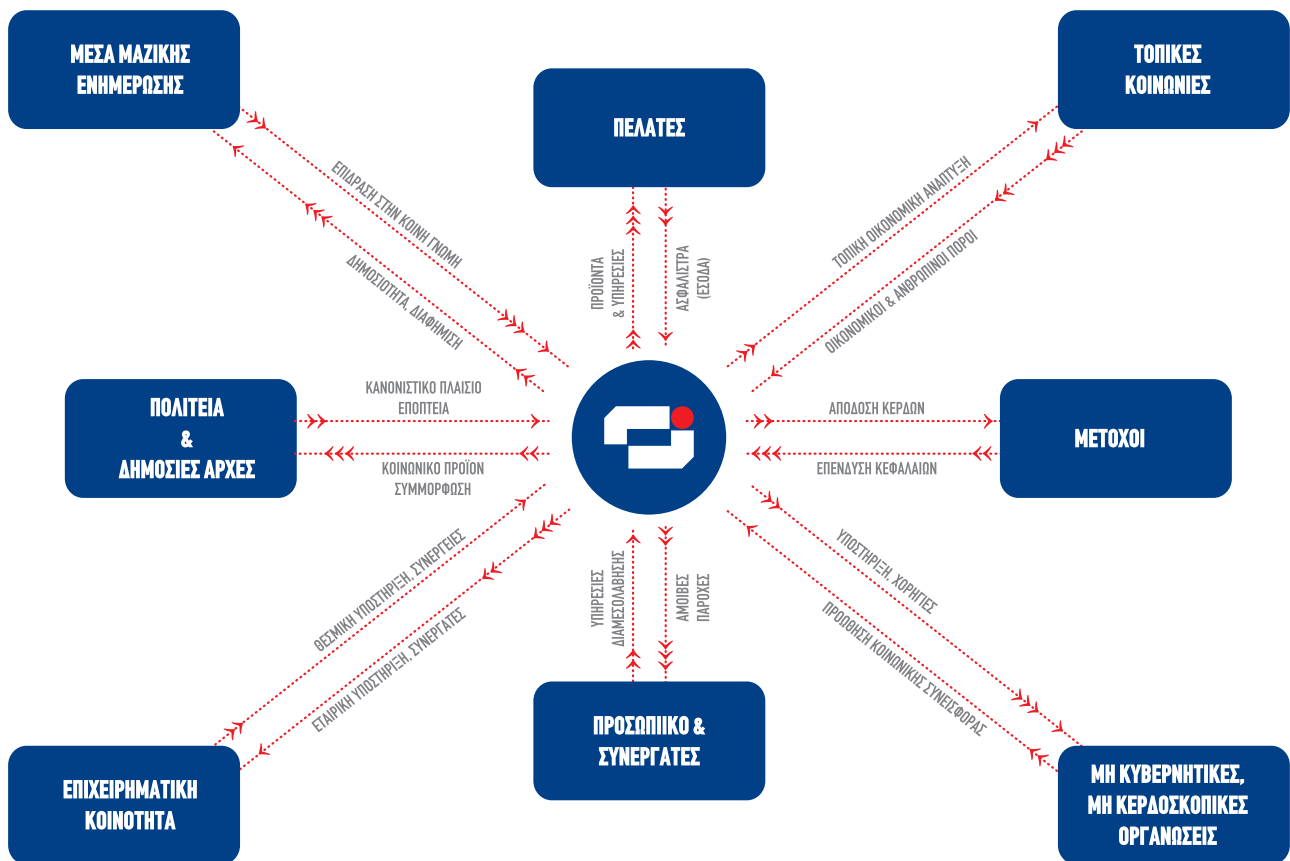 ΜΕΣΑ ΜΑΖΙΚΗΣ
ΕΝΗΜΕΡΩΣΗΣ
ΠΕΛΑΤΕΣ
ΤΟΠΙΚΕΣ
ΚΟΙΝΩΝΙΕΣ
ΕΠΙΔΡΑΣΗ ΣΤΗΝ ΚΟΙΝΗ ΓΝΩΜΗ
ΔΗΜΟΣΙΟΤΗΤΑ, ΔΙΑΦΗΜΙΣΗ
ΠΡΟΪΟΝΤΑ
& ΥΠΗΡΕΣΙΕΣ
ΑΣΦΑΛΙΣΤΡΑ
(ΕΣΟΔΑ)
ΤΟΠΙΚΗ ΟΙΚΟΝΟΜΙΚΗ ΑΝΑΠΤΥΞΗ
ΟΙΚΟΝΟΜΙΚΟΙ & ΑΝΘΡΩΠΙΝΟΙ ΠΟΡΟΙ
ΠΟΛΙΤΕΙΑ
&
ΔΗΜΟΣΙΕΣ ΑΡΧΕΣ
ΚΑΝΟΝΙΣΤΙΚΟ ΠΛΑΙΣΙΟ
ΕΠΟΠΤΕΙΑ
ΚΟΙΝΩΝΙΚΟ ΠΡΟΪΟΝ
ΣΥΜΜΟΡΦΩΣΗ
ΑΠΟΔΟΣΗ ΚΕΡΔΩΝ
ΕΠΕΝΔΥΣΗ ΚΕΦΑΛΑΙΩΝ
ΜΕΤΟΧΟΙ
ΘΕΣΜΙΚΗ ΥΠΟΣΤΗΡΙΞΗ, ΣΥΝΕΡΓΕΙΕΣ
ΕΤΑΙΡΙΚΗ ΥΠΟΣΤΗΡΙΞΗ, ΣΥΝΕΡΓΑΤΕΣ
ΥΠΗΡΕΣΙΕΣ
ΔΙΑΜΕΣΟΛΑΒΗΣΗΣ
ΑΜΟΙΒΕΣ
ΠΑΡΟΧΕΣ
ΥΠΟΣΤΗΡΙΞΗ, ΧΟΡΗΓΙΕΣ
ΠΡΟΩΘΗΣΗ ΚΟΙΝΩΝΙΚΗΣ ΣΥΝΕΙΣΦΟΡΑΣ
ΕΠΙΧΕΙΡΗΜΑΤΙΚΗ
ΚΟΙΝΟΤΗΤΑ
ΠΡΟΣΩΠΙΙΚΟ &
ΣΥΝΕΡΓΑΤΕΣ
ΜΗ ΚΥΒΕΡΝΗΤΙΚΕΣ,
ΜΗ ΚΕΡΔΟΣΚΟΠΙΚΕΣ
ΟΡΓΑΝΩΣΕΙΣ